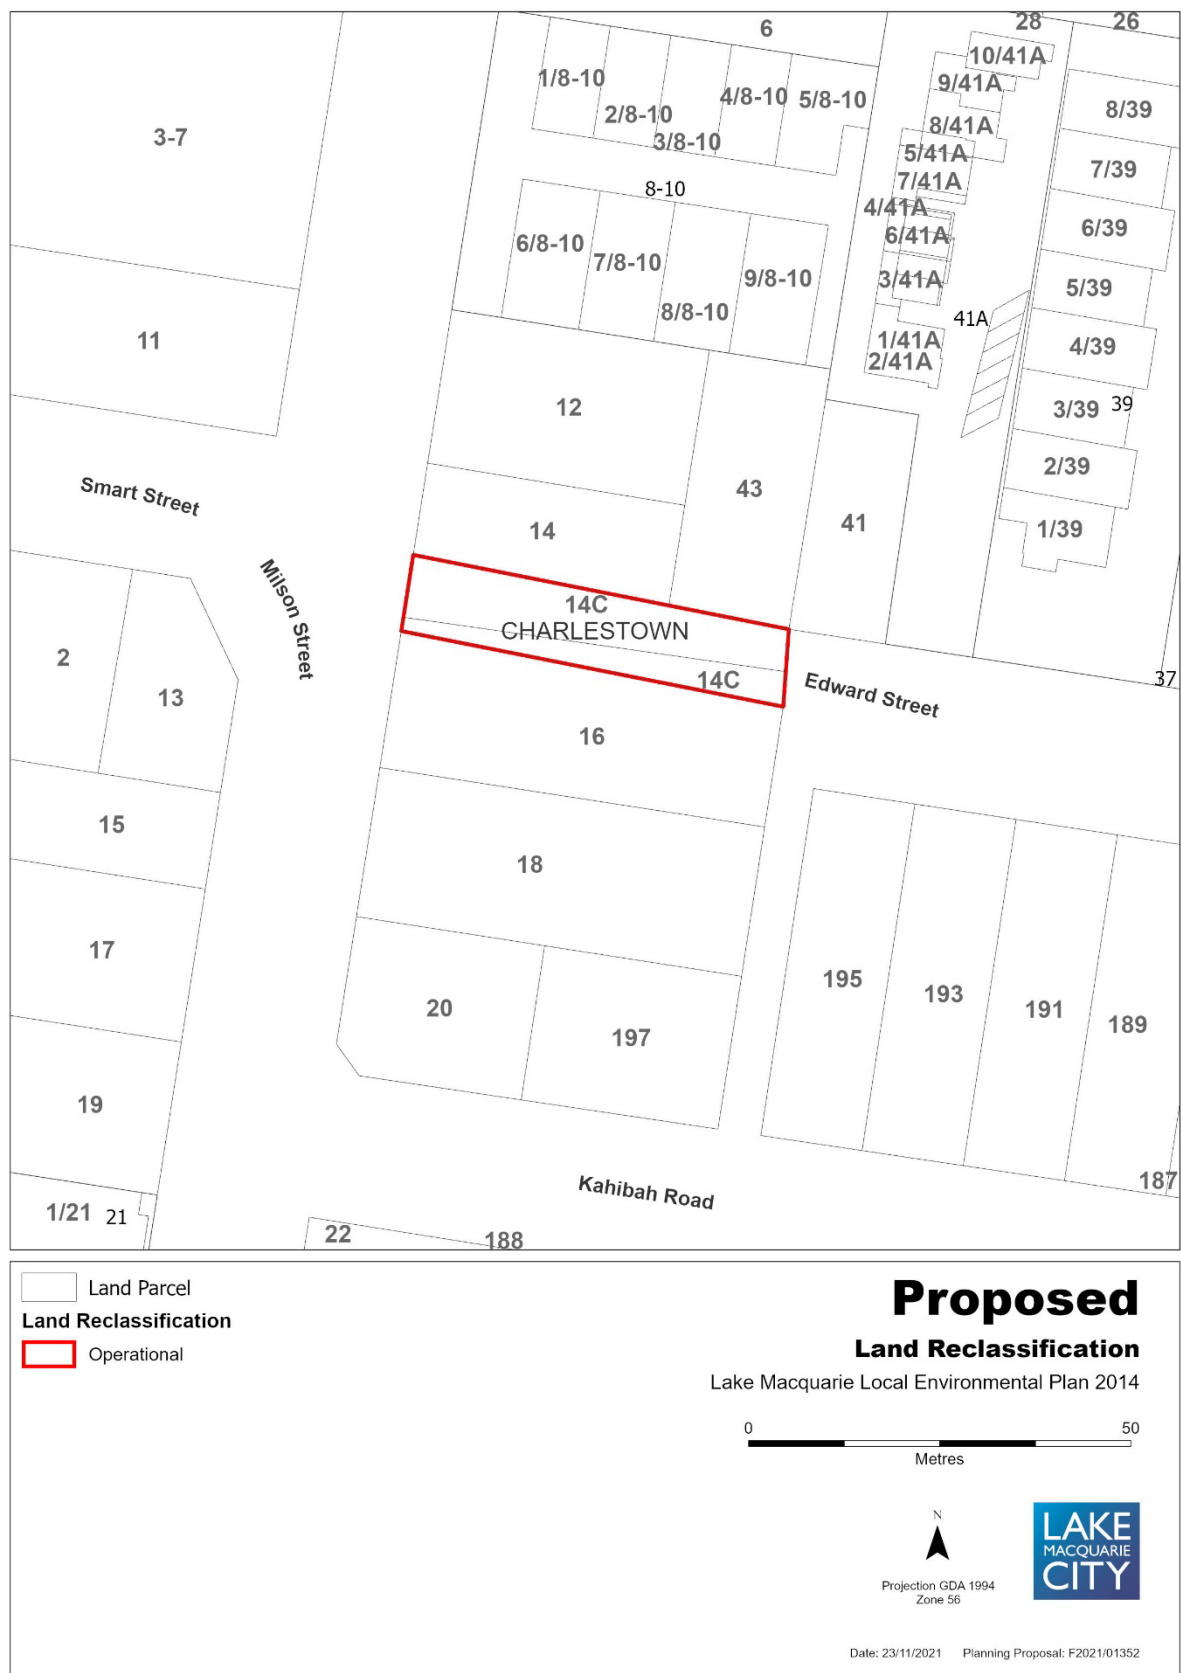 6
28
26
10/41A
9/41A
1/8-10
4/8-10
5/8-10
2/8-10
8/39
3-7
3/8-10
8/41A
5/41A
7/39
7/41A
8-10
4/41A
6/41A
6/39
6/8-10
7/8-10
9/8-10
3/41A
5/39
8/8-10
41A
1/41A
2/41A
4/39
11
12
3/39
39
2/39
43
Smart Street
14
41
1/39
Milson Street
14C
CHARLESTOWN
2
13
14C
37
Edward Street
16
15
18
17
195
193
191
189
20
197
19
187
Kahibah Road
1/21
21
22
188
Land Parcel
Land Reclassification
Operational
Proposed
Land Reclassification
Lake Macquarie Local Environmental Plan 2014
0
50
Metres
N
Projection GDA 1994
Zone 56
LAKE
MACQUARIE
CITY
Date: 23/11/2021
Planning Proposal: F2021/01352